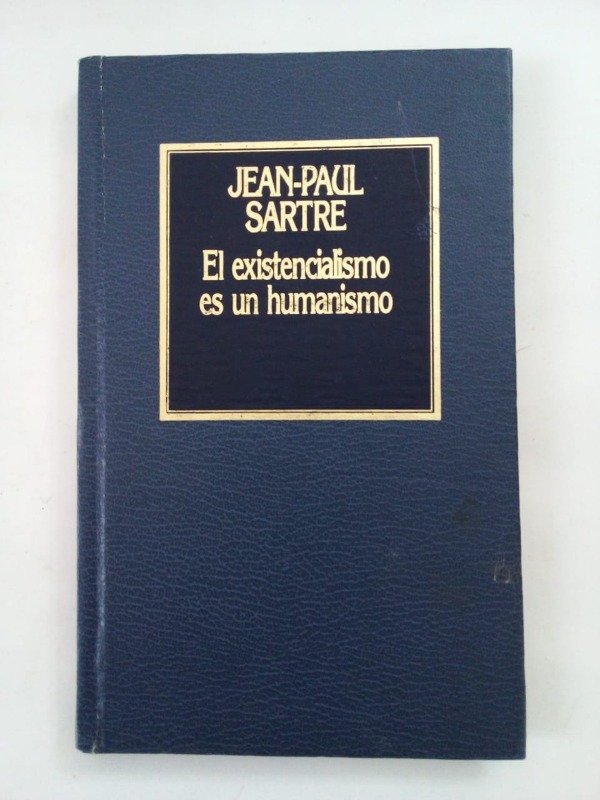 JEAN-PAUL
SARTRE
El existencialismo
es un humanismo